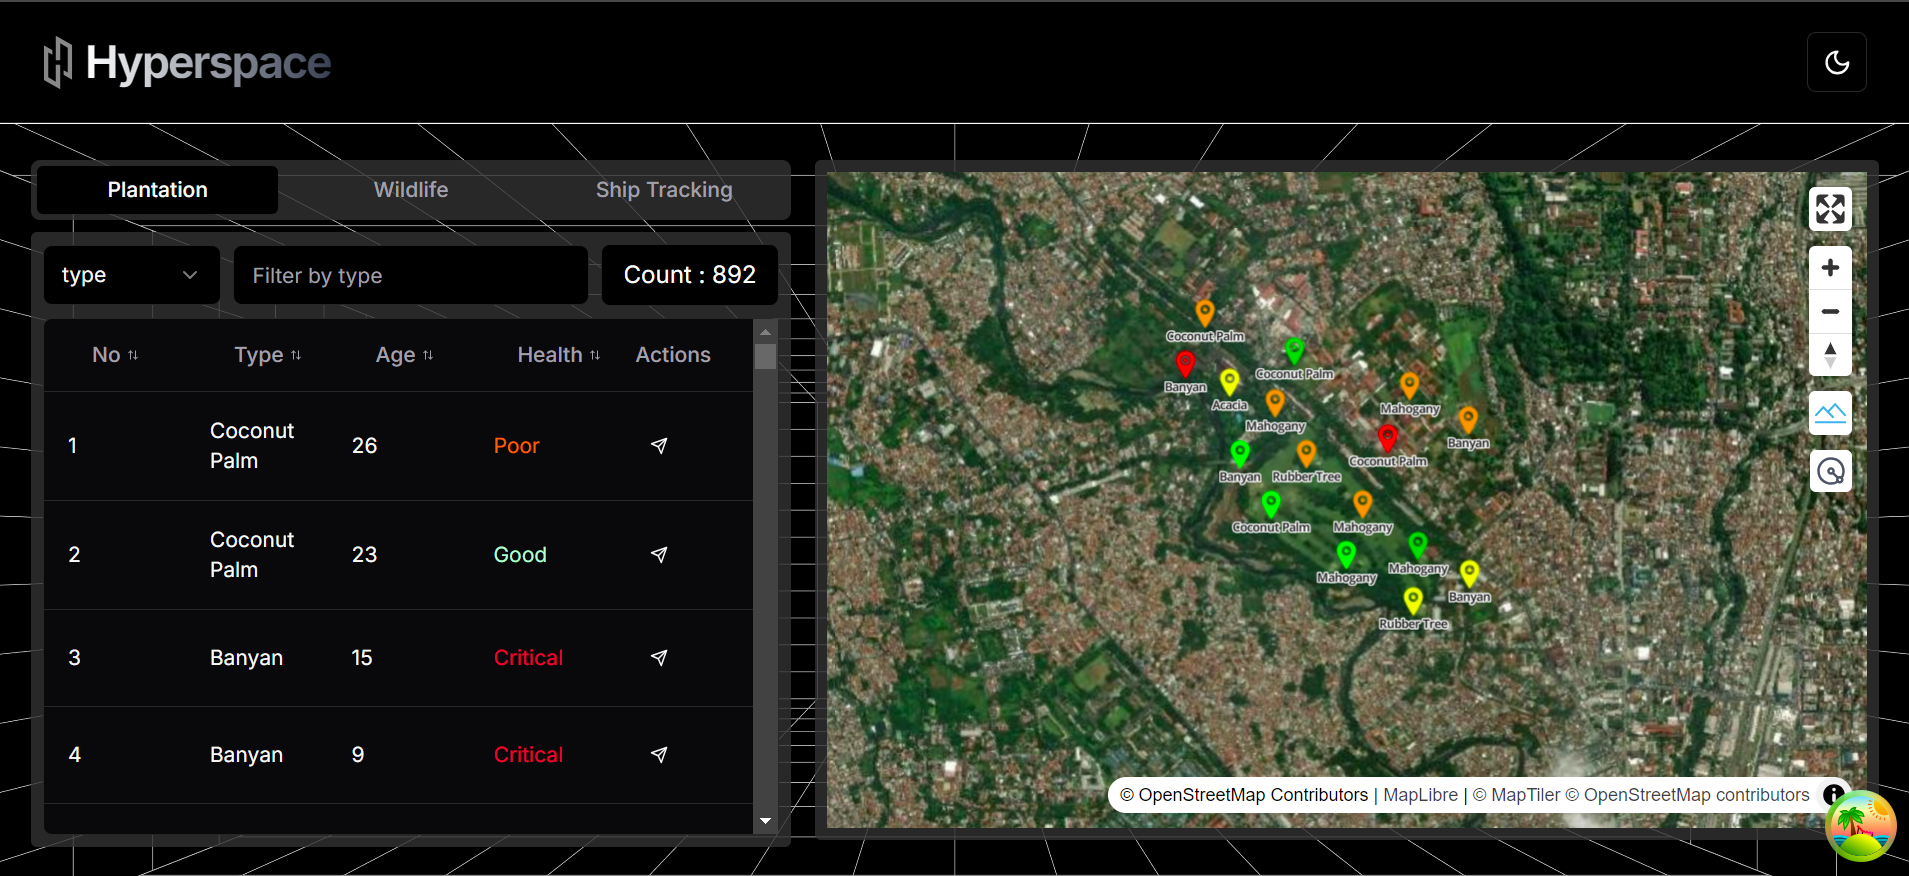 Hyperspace
Plantation
Wildlife
Ship Tracking
type
Filter by type
Count : 892
No
Type
Age
Health
Actions
1
Coconut
Palm
26
Poor
2
Coconut
Palm
23
Good
3
Banyan
15
Critical
4
Banyan
9
Critical
Coconut Palm
Coconut Palm
Banyan
Acacia
Mahogany
Mahogany
Banyan
Coconut Palm
Banyan
Rubber Tree
Coconut Palm
Mahogany
Mahogany
Mahogany
Banyan
Rubber Tree
© OpenStreetMap Contributors | MapLibre | © MapTiler © OpenStreetMap contributors